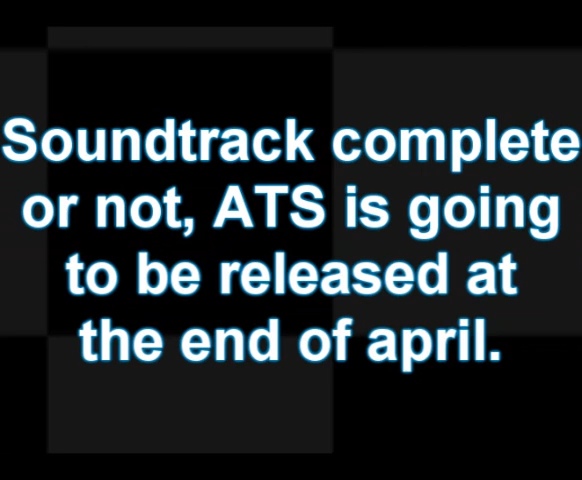 Soundtrack complete
or not, ATS is going
to be released at
the end of april.